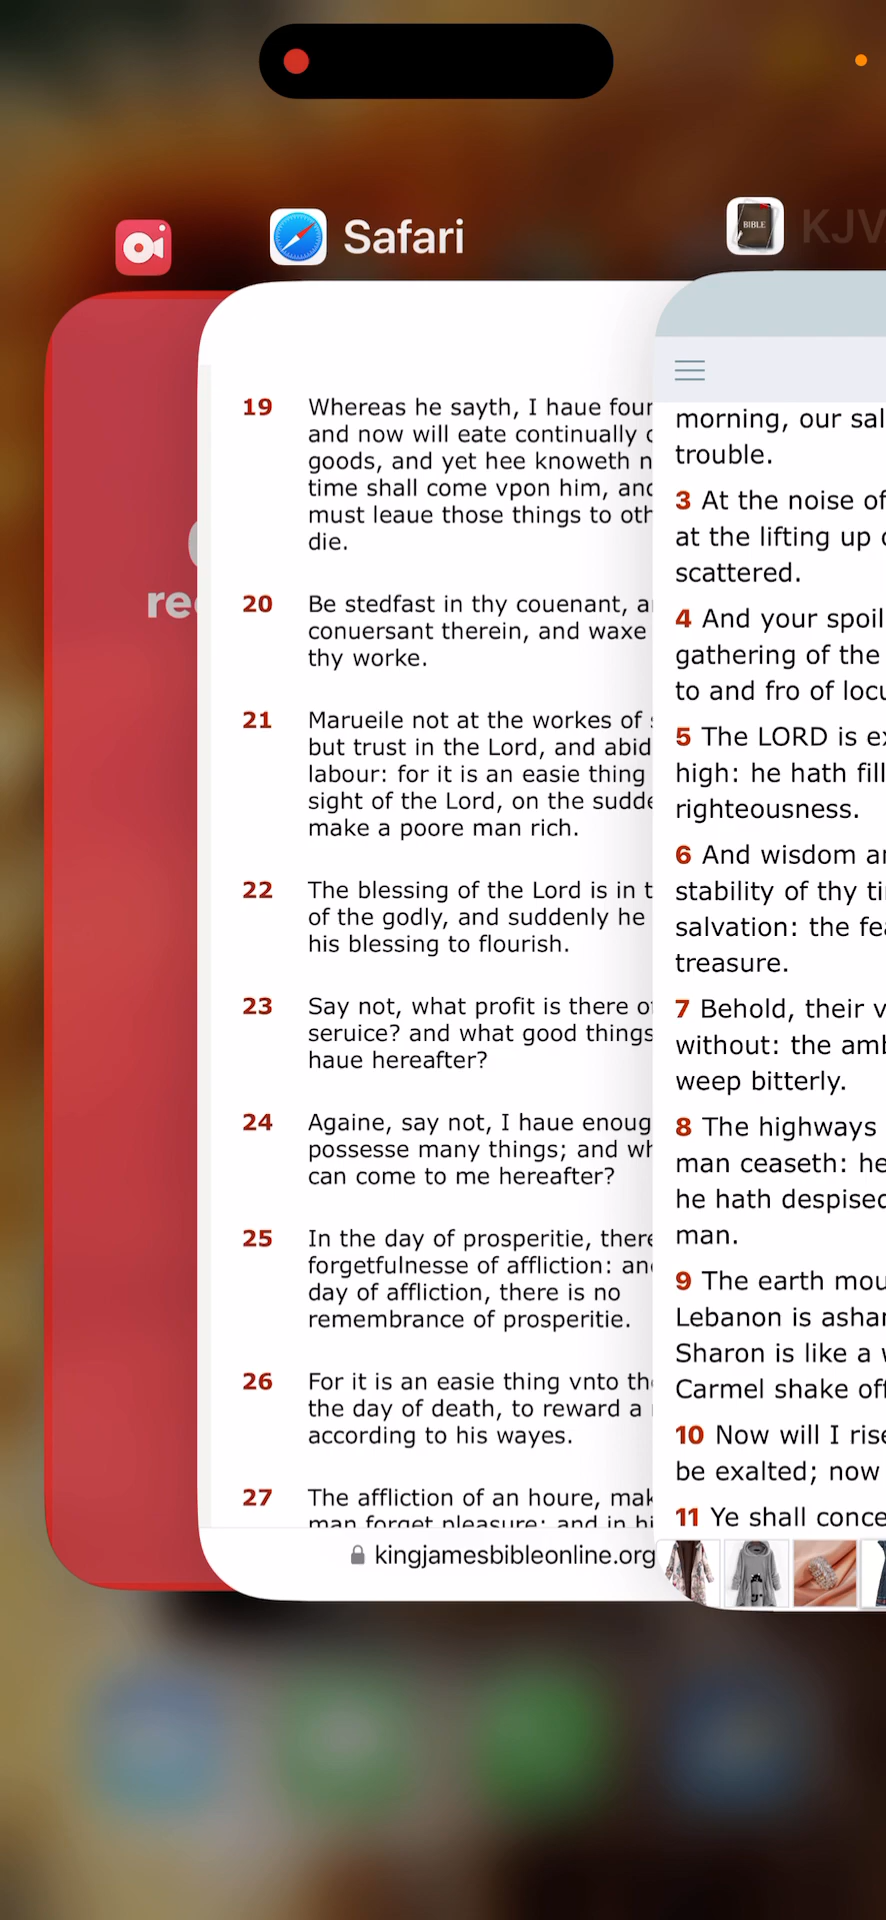 Safari
KJV
BIBLE
19 Whereas he sayth, I haue four
and now will eate continually
goods, and yet hee knoweth n
time shall come vpon him, and
must leaue those things to oth
die.
20 Be stedfast in thy couenant, a
conuersant therein, and waxe
thy worke.
21 Marueile not at the workes of
but trust in the Lord, and abid
labour: for it is an easie thing
sight of the Lord, on the sudde
make a poore man rich.
22 The blessing of the Lord is in t
of the godly, and suddenly he
his blessing to flourish.
23 Say not, what profit is there of
seruice? and what good things
haue hereafter?
24 Againe, say not, I haue enoug
possesse many things; and wh
can come to me hereafter?
25 In the day of prosperitie, there
forgetfulnesse of affliction: and
day of affliction, there is no
remembrance of prosperitie.
26 For it is an easie thing vnto the
the day of death, to reward a
according to his wayes.
27 The affliction of an houre, mak
man forget pleasure: and in hi
kingjamesbibleonline.org
morning, our sal
trouble.
3 At the noise of
at the lifting up
scattered.
4 And your spoil
gathering of the
to and fro of locu
5 The LORD is ex
high: he hath fill
righteousness.
6 And wisdom an
stability of thy ti
salvation: the fea
treasure.
7 Behold, their v
without: the amb
weep bitterly.
8 The highways
man ceaseth: he
he hath despised
man.
9 The earth mou
Lebanon is asham
Sharon is like a w
Carmel shake off
10 Now will I rise
be exalted; now
11 Ye shall conce